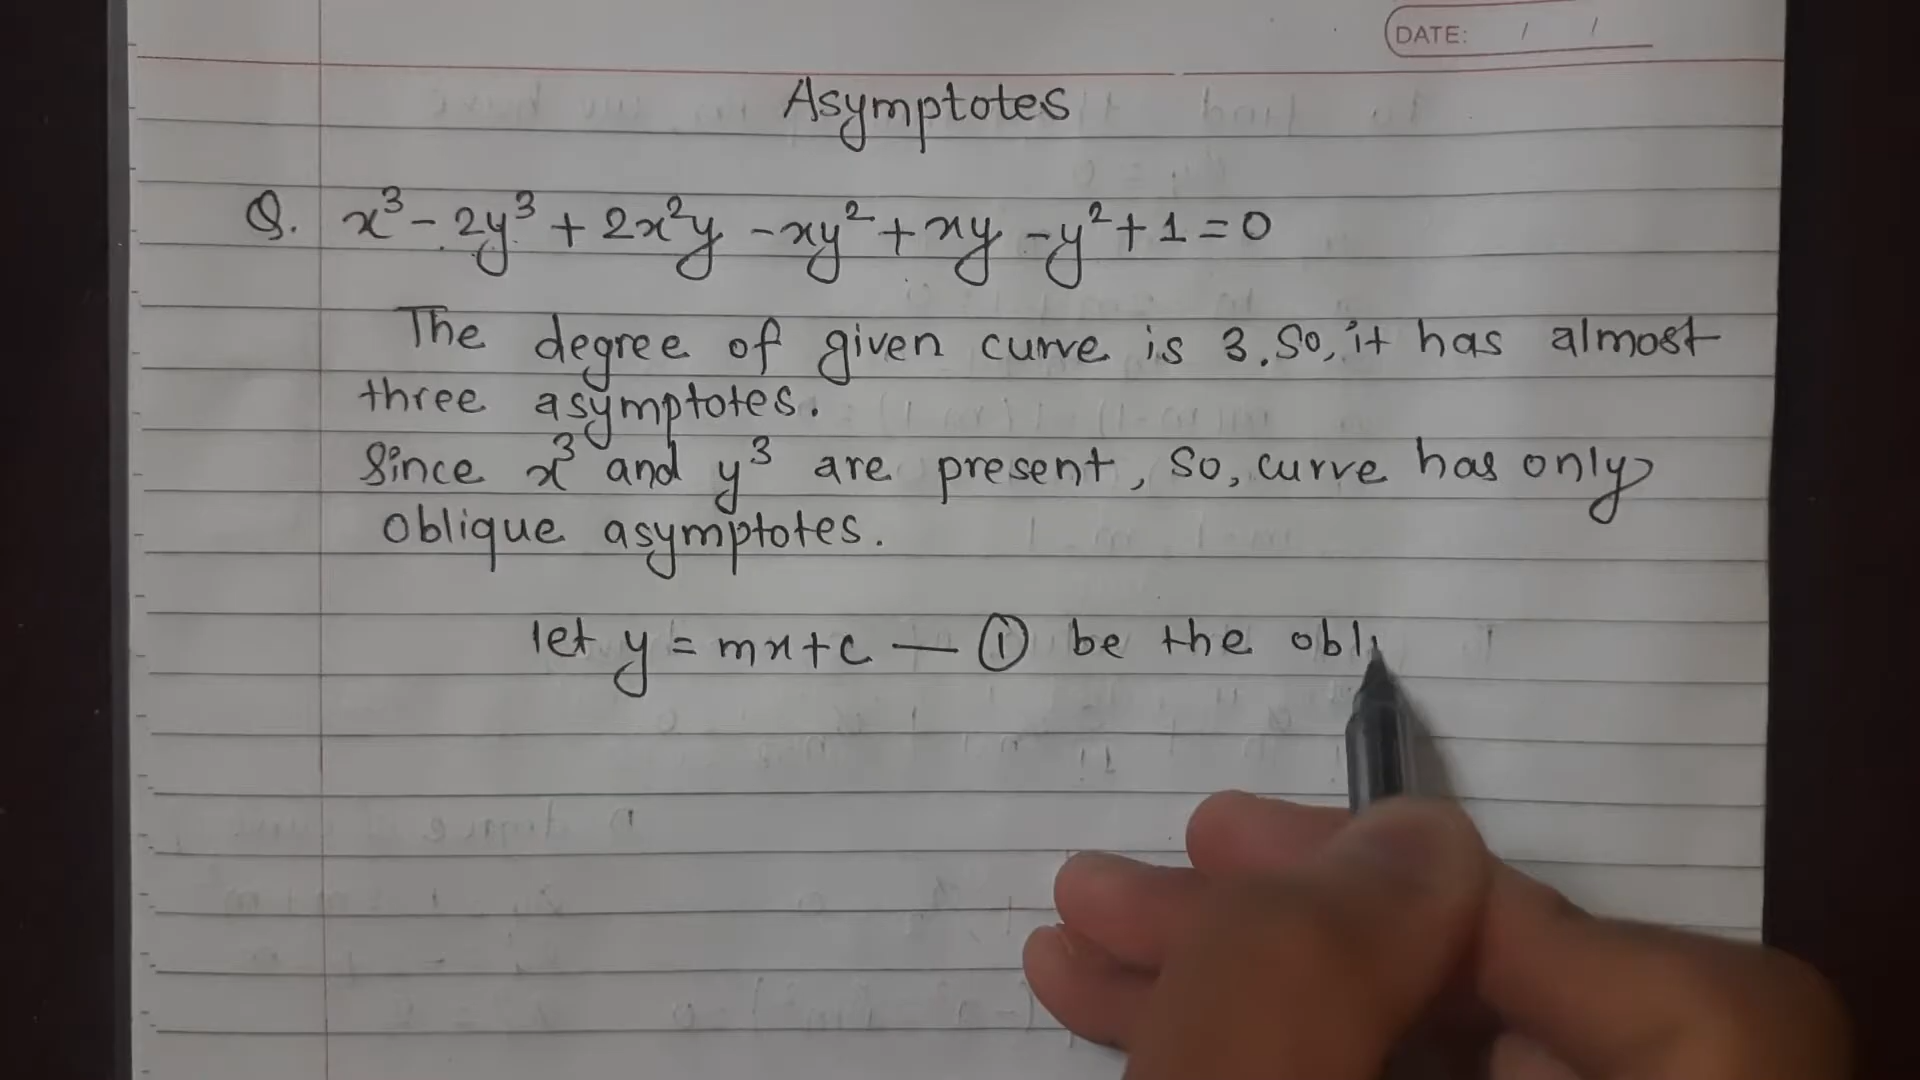 DATE: / /
Asymptotes
Q. x³ - 2y³ + 2x²y - xy² + xy - y² + 1 = 0
The degree of given curve is 3. So, it has almost
three asymptotes.
Since x³ and y³ are present, so, curve has only
oblique asymptotes.
let y = mx + c — ① be the obli